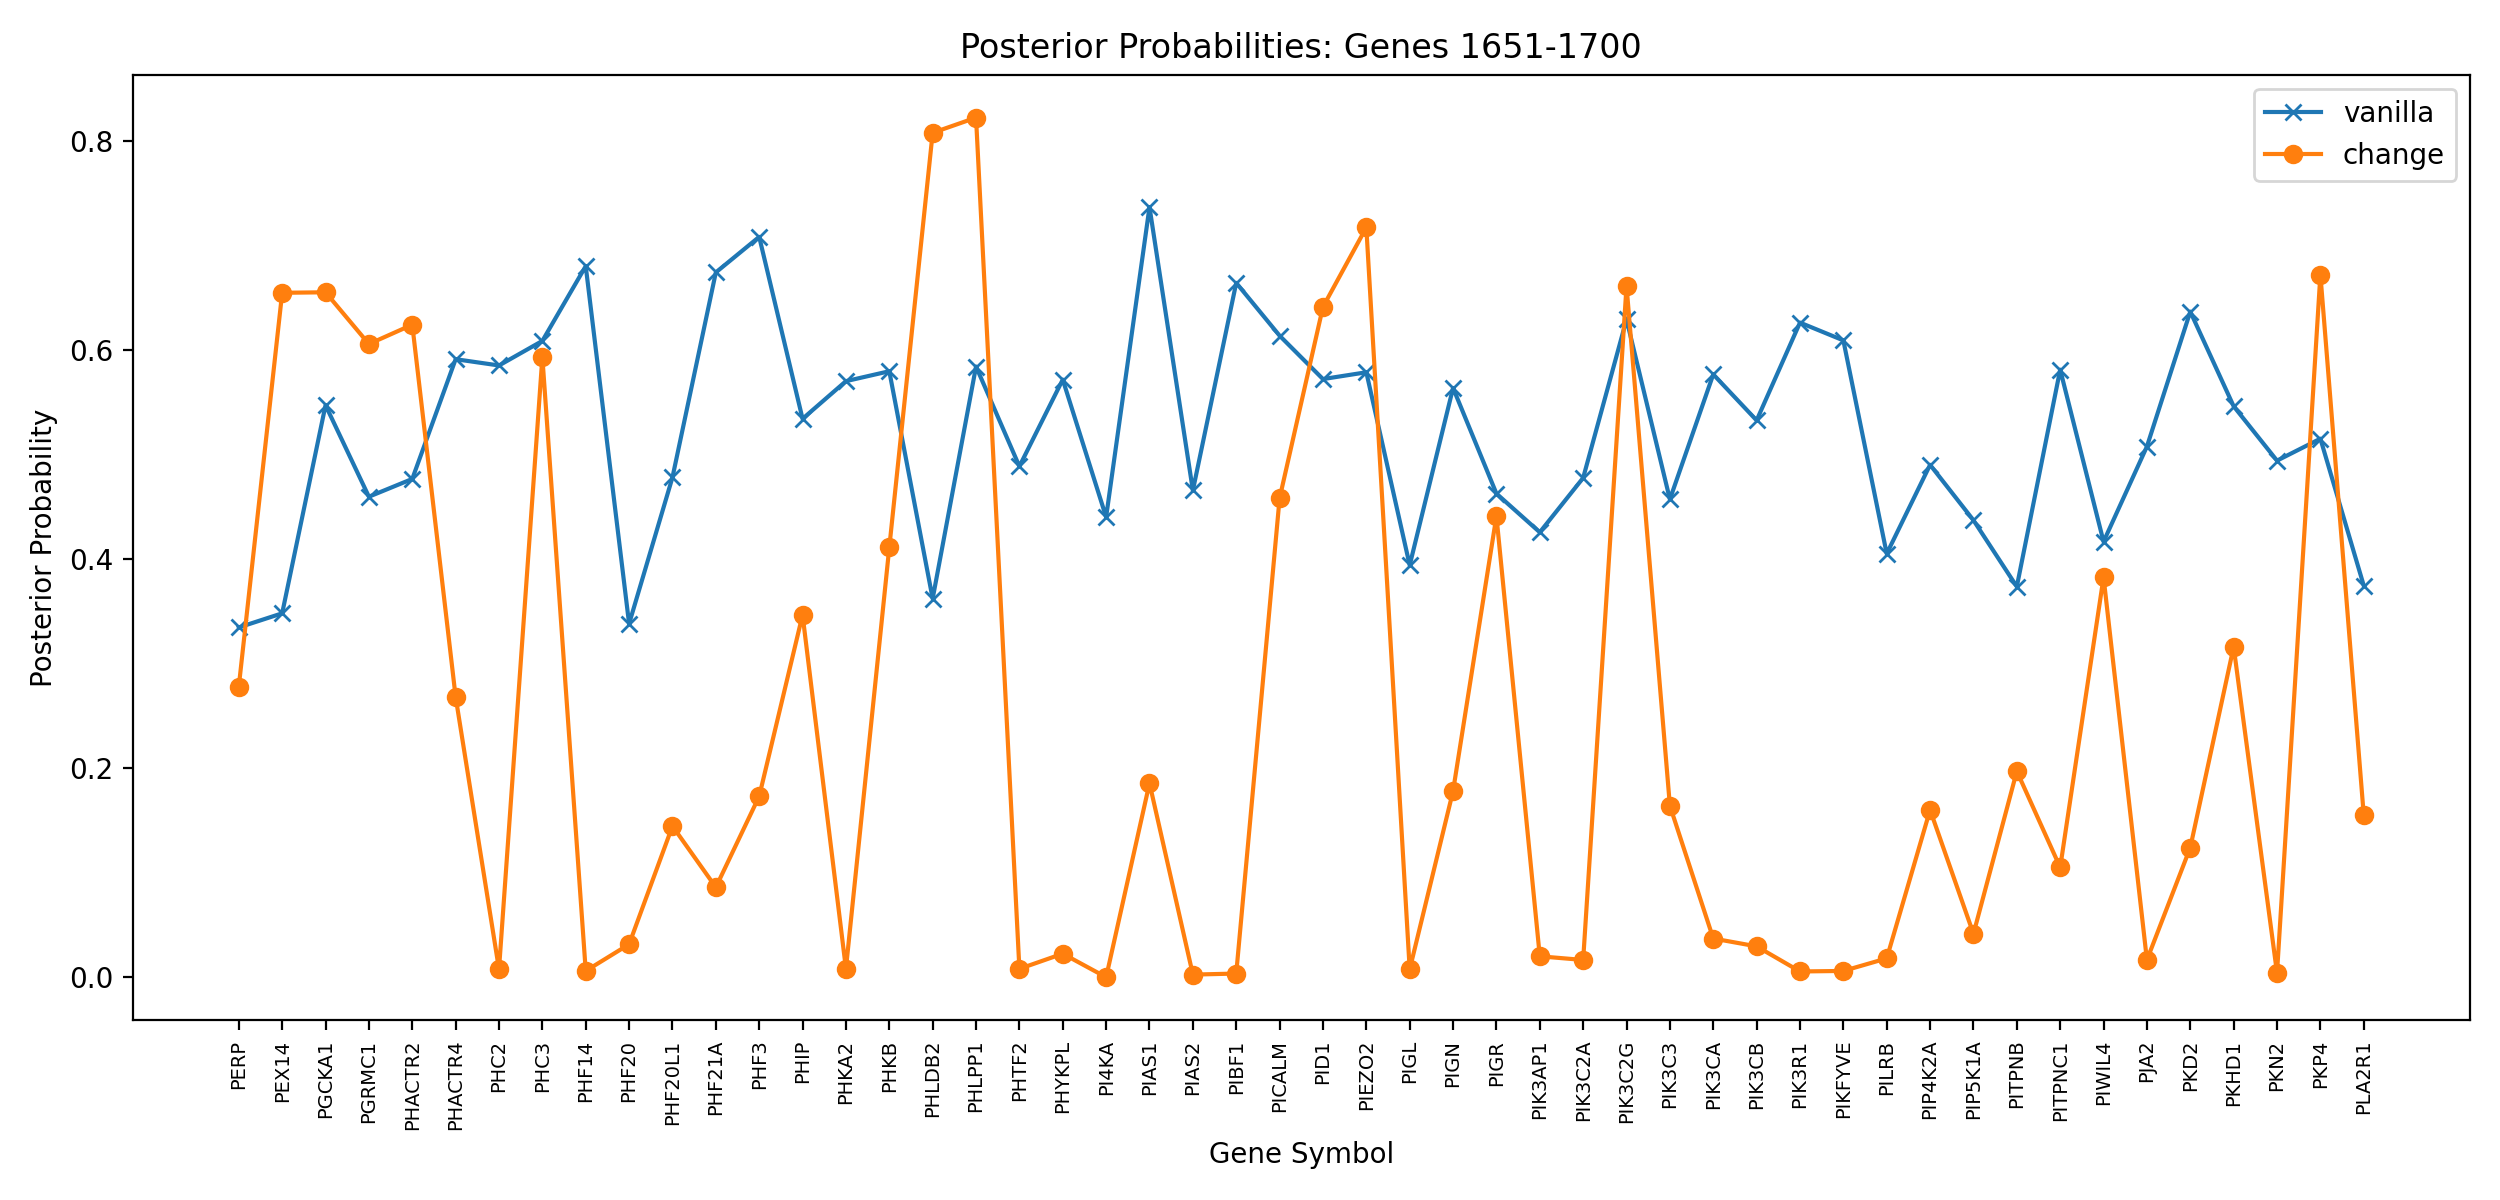 Posterior Probabilities: Genes 1651-1700
vanilla
change
Posterior Probability
0.8
0.6
0.4
0.2
0.0
PERP
PEX14
PGCKA1
PGRMC1
PHACTR2
PHACTR4
PHC2
PHC3
PHF14
PHF20
PHF20L1
PHF21A
PHF3
PHIP
PHKA2
PHKB
PHLDB2
PHLPP1
PHTF2
PHYKPL
PI4KA
PIAS1
PIAS2
PIBF1
PICALM
PID1
PIEZO2
PIGL
PIGN
PIGR
PIK3AP1
PIK3C2A
PIK3C2G
PIK3C3
PIK3CA
PIK3CB
PIK3R1
PIKFYVE
PILRB
PIP4K2A
PIP5K1A
PITPNB
PITPNC1
PIWIL4
PJA2
PKD2
PKHD1
PKN2
PKP4
PLA2R1
Gene Symbol